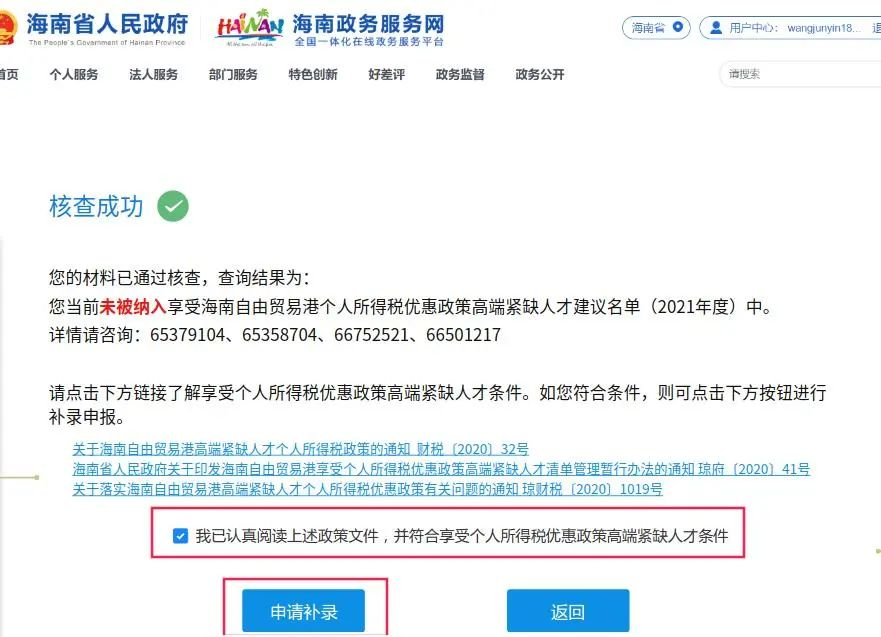 海南省人民政府
The People's Government of Hainan Province
HAiNAN
海南政务服务网
全国一体化在线政务服务平台
海南省
用户中心： wangjunyin18... 退
首页 个人服务 法人服务 部门服务 特色创新 好差评 政务监督 政务公开 请搜索
核查成功
您的材料已通过核查，查询结果为：
您当前未被纳入享受海南自由贸易港个人所得税优惠政策高端紧缺人才建议名单（2021年度）中。
详情请咨询：65379104、65358704、66752521、66501217
请点击下方链接了解享受个人所得税优惠政策高端紧缺人才条件。如您符合条件，则可点击下方按钮进行
补录申报。
关于海南自由贸易港高端紧缺人才个人所得税政策的通知 财税〔2020〕32号
海南省人民政府关于印发海南自由贸易港享受个人所得税优惠政策高端紧缺人才清单管理暂行办法的通知 琼府〔2020〕41号
关于落实海南自由贸易港高端紧缺人才个人所得税优惠政策有关问题的通知 琼财税〔2020〕1019号
我已认真阅读上述政策文件，并符合享受个人所得税优惠政策高端紧缺人才条件
申请补录 返回